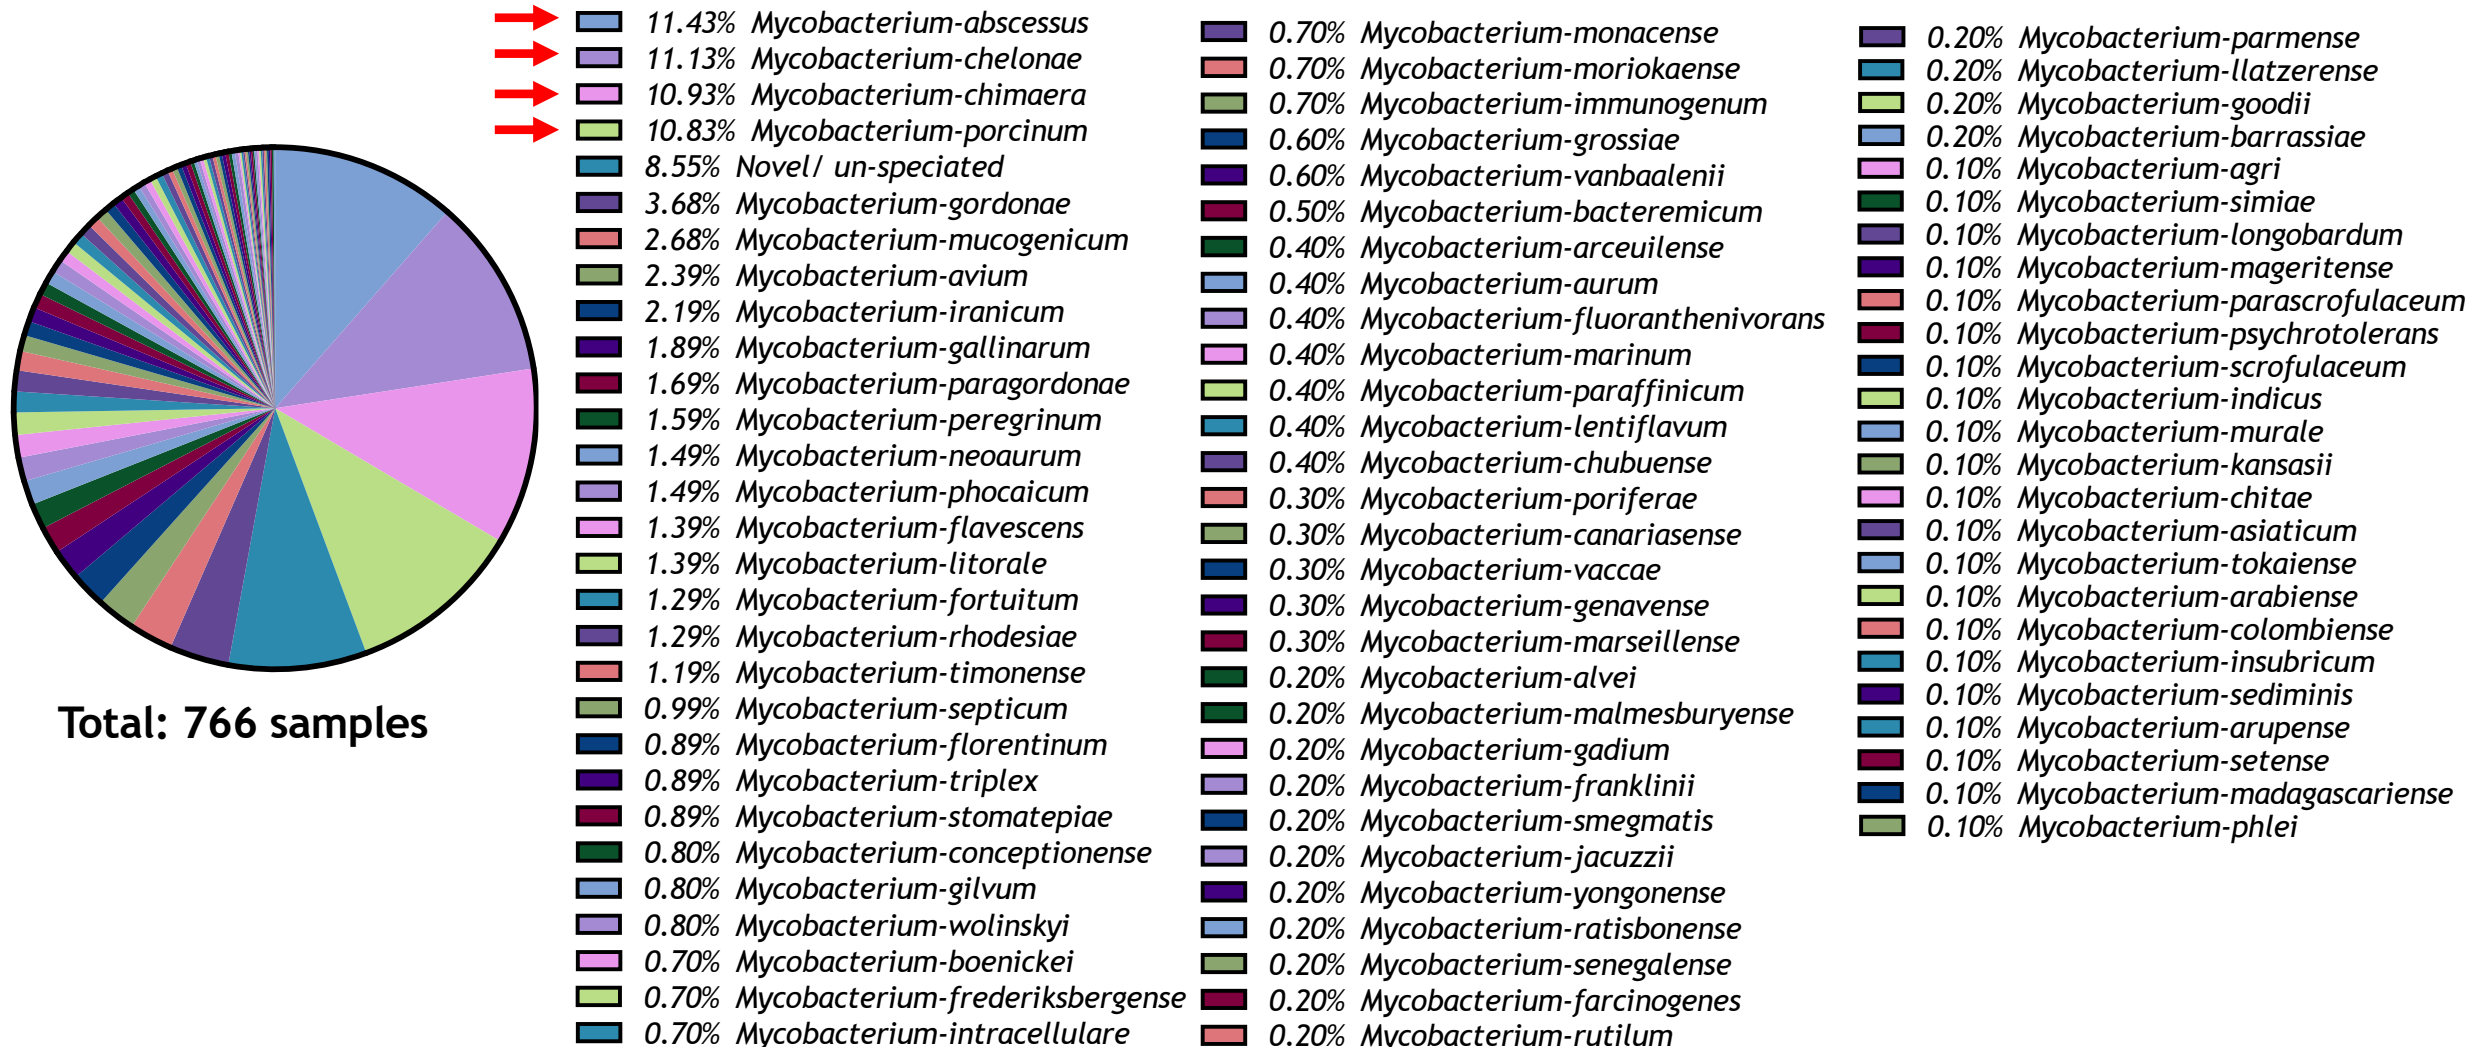 11.43% Mycobacterium-abscessus
11.13% Mycobacterium-chelonae
10.93% Mycobacterium-chimaera
10.83% Mycobacterium-porcinum
8.55% Novel/ un-speciated
3.68% Mycobacterium-gordonae
2.68% Mycobacterium-mucogenicum
2.39% Mycobacterium-avium
2.19% Mycobacterium-iranicum
1.89% Mycobacterium-gallinarum
1.69% Mycobacterium-paragordonae
1.59% Mycobacterium-peregrinum
1.49% Mycobacterium-neoaurum
1.49% Mycobacterium-phocaicum
1.39% Mycobacterium-flavescens
1.39% Mycobacterium-litorale
1.29% Mycobacterium-fortuitum
1.29% Mycobacterium-rhodesiae
1.19% Mycobacterium-timonense
0.99% Mycobacterium-septicum
0.89% Mycobacterium-florentinum
0.89% Mycobacterium-triplex
0.89% Mycobacterium-stomatepiae
0.80% Mycobacterium-conceptionense
0.80% Mycobacterium-gilvum
0.80% Mycobacterium-wolinskyi
0.70% Mycobacterium-boenickei
0.70% Mycobacterium-frederiksbergense
0.70% Mycobacterium-intracellulare
0.70% Mycobacterium-monacense
0.70% Mycobacterium-moriokaense
0.70% Mycobacterium-immunogenum
0.60% Mycobacterium-grossiae
0.60% Mycobacterium-vanbaalenii
0.50% Mycobacterium-bacteremicum
0.40% Mycobacterium-arceuilense
0.40% Mycobacterium-aurum
0.40% Mycobacterium-fluoranthenivorans
0.40% Mycobacterium-marinum
0.40% Mycobacterium-paraffinicum
0.40% Mycobacterium-lentiflavum
0.40% Mycobacterium-chubuense
0.30% Mycobacterium-poriferae
0.30% Mycobacterium-canariasense
0.30% Mycobacterium-vaccae
0.30% Mycobacterium-genavense
0.30% Mycobacterium-marseillense
0.20% Mycobacterium-alvei
0.20% Mycobacterium-malmesburyense
0.20% Mycobacterium-gadium
0.20% Mycobacterium-franklinii
0.20% Mycobacterium-smegmatis
0.20% Mycobacterium-jacuzzii
0.20% Mycobacterium-yongonense
0.20% Mycobacterium-ratisbonense
0.20% Mycobacterium-senegalense
0.20% Mycobacterium-farcinogenes
0.20% Mycobacterium-rutilum
0.20% Mycobacterium-parmense
0.20% Mycobacterium-llatzerense
0.20% Mycobacterium-goodii
0.20% Mycobacterium-barrassiae
0.10% Mycobacterium-agri
0.10% Mycobacterium-simiae
0.10% Mycobacterium-longobardum
0.10% Mycobacterium-mageritense
0.10% Mycobacterium-parascrofulaceum
0.10% Mycobacterium-psychrotolerans
0.10% Mycobacterium-scrofulaceum
0.10% Mycobacterium-indicus
0.10% Mycobacterium-murale
0.10% Mycobacterium-kansasii
0.10% Mycobacterium-chitae
0.10% Mycobacterium-asiaticum
0.10% Mycobacterium-tokaiense
0.10% Mycobacterium-arabiense
0.10% Mycobacterium-colombiense
0.10% Mycobacterium-insubricum
0.10% Mycobacterium-sediminis
0.10% Mycobacterium-arupense
0.10% Mycobacterium-setense
0.10% Mycobacterium-madagascariense
0.10% Mycobacterium-phlei
Total: 766 samples